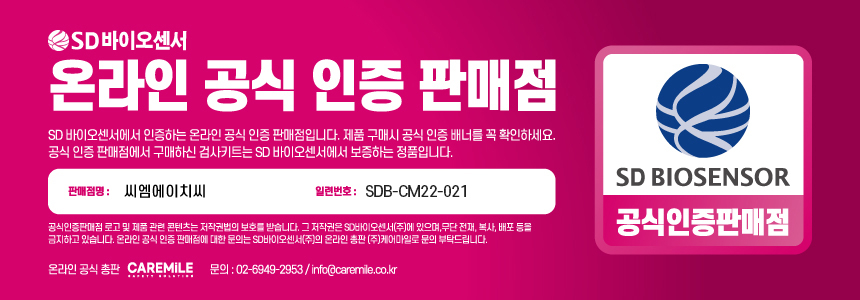 SD바이오센서
온라인 공식 인증 판매점
SD 바이오센서에서 인증하는 온라인 공식 인증 판매점입니다. 제품 구매시 공식 인증 배너를 꼭 확인하세요.
공식 인증 판매점에서 구매하신 검사키트는 SD 바이오센서에서 보증하는 정품입니다.
판매점명 : 씨엠에이치씨 일련번호 : SDB-CM22-021
공식인증판매점 로고 및 제품 관련 콘텐츠는 저작권법의 보호를 받습니다. 그 저작권은 SD바이오센서(주)에 있으며,무단 전재, 복사, 배포 등을
금지하고 있습니다. 온라인 공식 인증 판매점에 대한 문의는 SD바이오센서(주)의 온라인 총판 (주)케어마일로 문의 부탁드립니다.
온라인 공식 총판 CAREMILE SAFETY SOLUTION 문의 : 02-6949-2953 / info@caremile.co.kr
SD BIOSENSOR
공식인증판매점